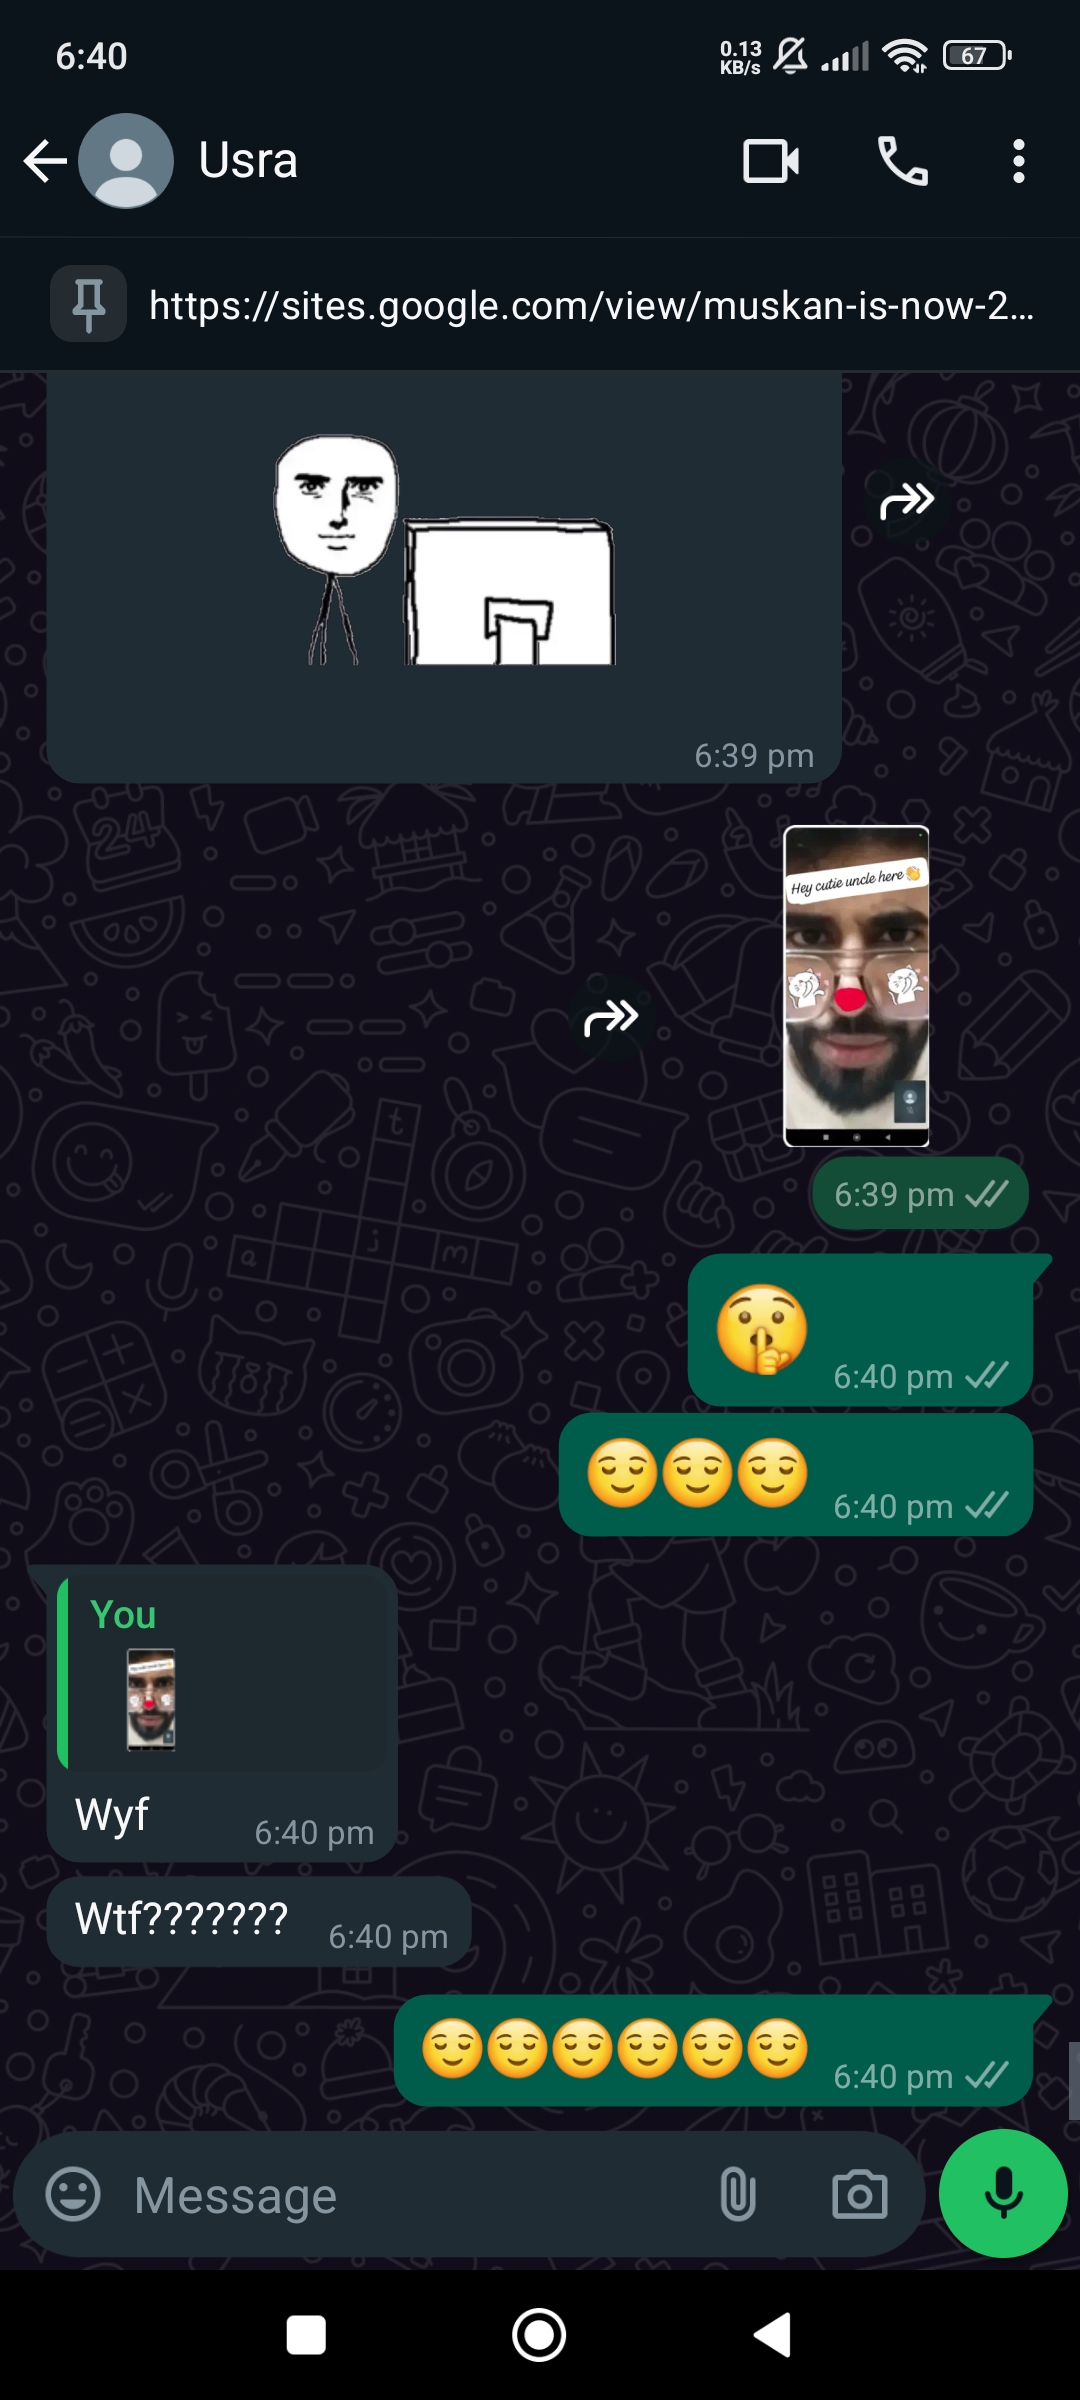 6:40
0.13
KB/s
67
Usra
https://sites.google.com/view/muskan-is-now-2...
6:39 pm
Hey cutie uncle here 👏
6:39 pm
🤫
6:40 pm
😌😌😌
6:40 pm
You
Wyf
6:40 pm
Wtf???????
6:40 pm
😌😌😌😌😌😌
6:40 pm
Message